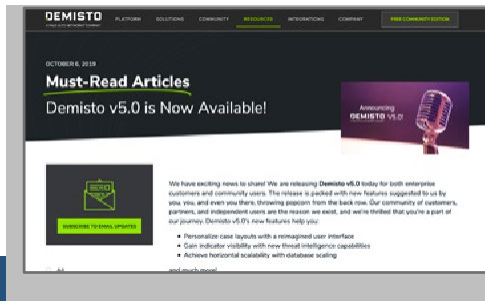 DEMISTO
PLATFORM SOLUTIONS COMMUNITY RESOURCES INTEGRATIONS COMPANY FREE COMMUNITY EDITION
OCTOBER 6, 2019
Must-Read Articles
Demisto v5.0 is Now Available!
Announcing
DEMISTO V5.0!
SUBSCRIBE TO EMAIL UPDATES
We have exciting news to share! We are releasing Demisto v5.0 today for both enterprise
customers and community users. The release is packed with new features suggested to us by
you, you, and even you there, throwing popcorn from the back row. Our community of customers,
partners, and independent users are the reason we exist, and we're thrilled that you're a part of
our journey. Demisto v5.0's new features help you:
• Personalize case layouts with a reimagined user interface
• Gain indicator visibility with new threat intelligence capabilities
• Achieve horizontal scalability with database scaling
and much more!